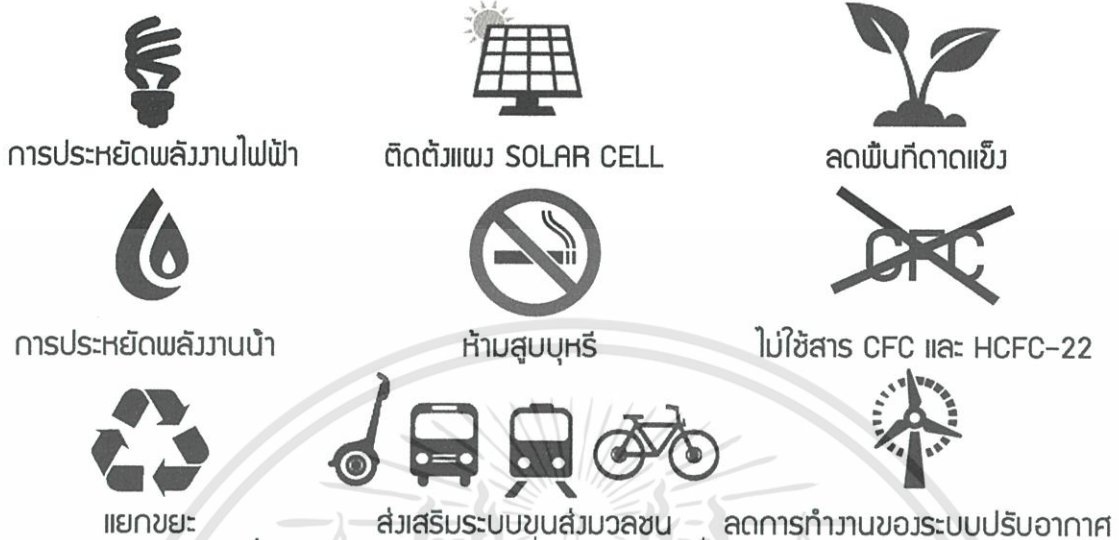 การประหยัดพลังงานไฟฟ้า
ติดตั้งแผง SOLAR CELL
ลดพื้นที่ดาดแข็ง
CFC
การประหยัดพลังงานน้ำ
ห้ามสูบบุหรี่
ไม่ใช้สาร CFC และ HCFC-22
แยกขยะ
ส่งเสริมระบบขนส่งมวลชน
ลดการทำงานของระบบปรับอากาศ